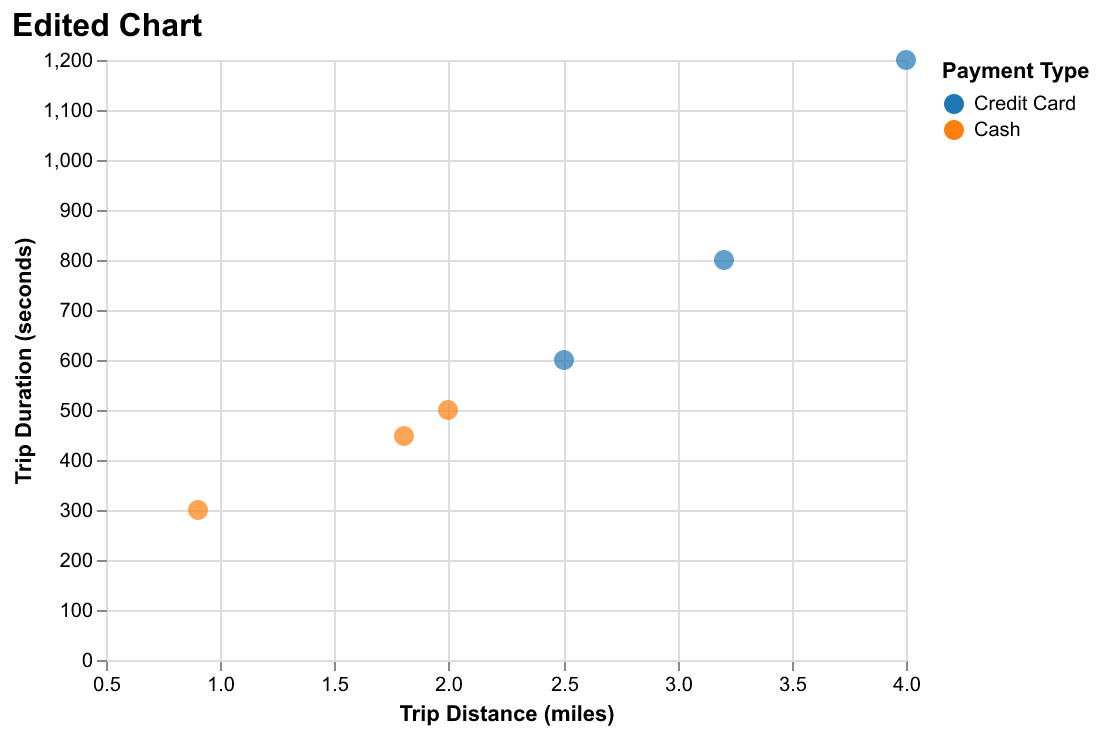 Edited Chart
Payment Type
Credit Card
Cash
Trip Duration (seconds)
1,200
1,100
1,000
900
800
700
600
500
400
300
200
100
0
0.5 1.0 1.5 2.0 2.5 3.0 3.5 4.0
Trip Distance (miles)